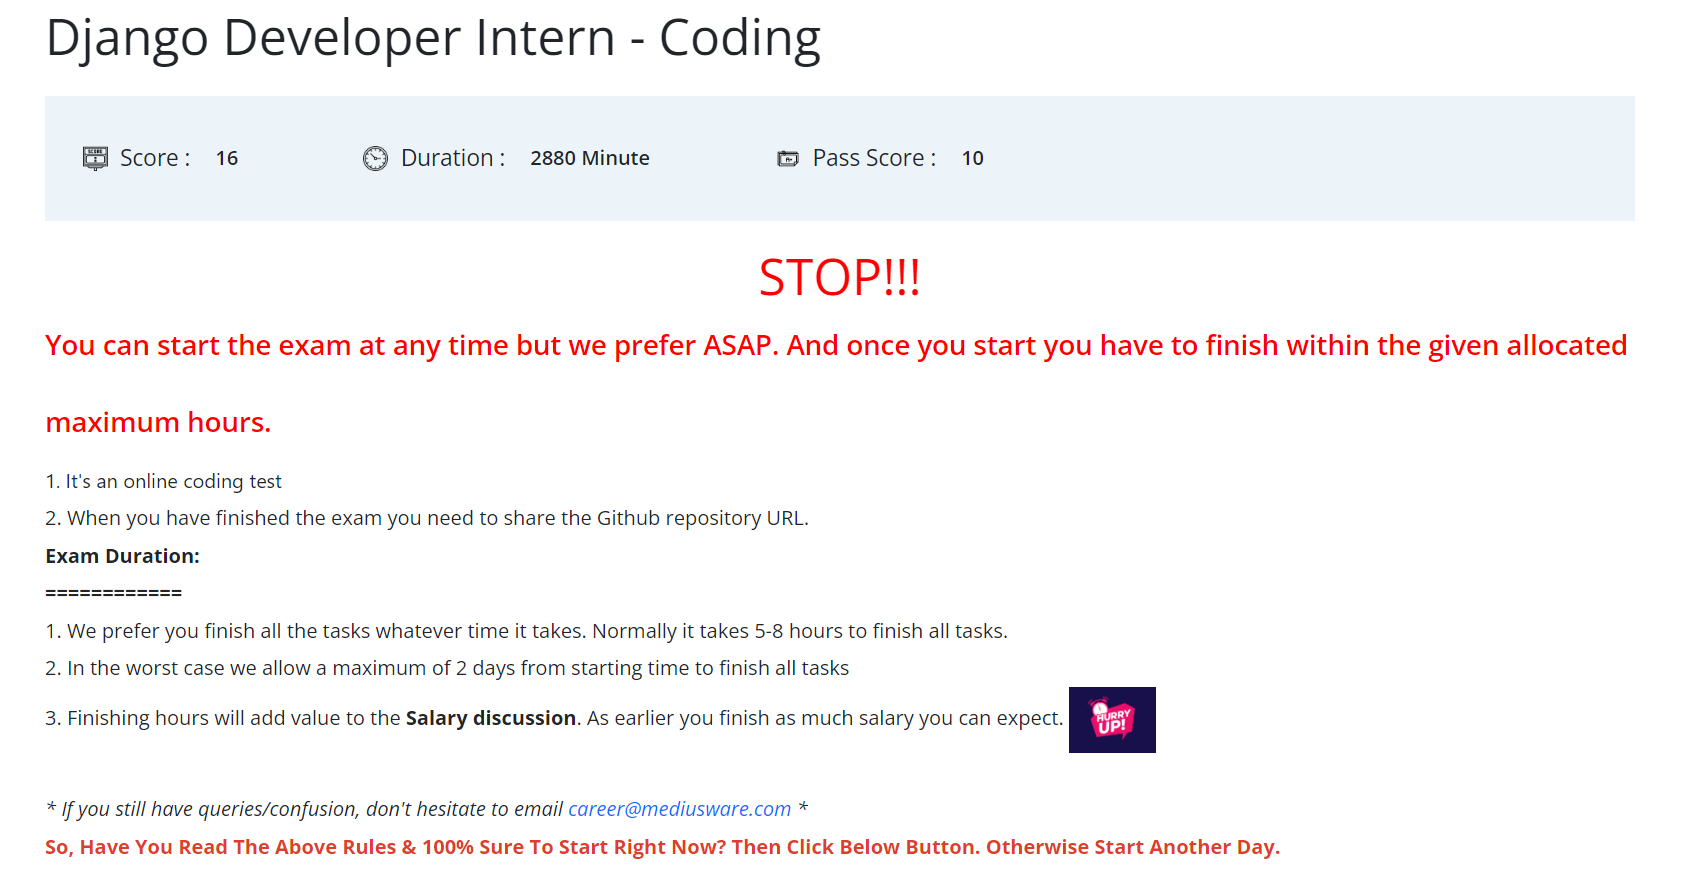 Django Developer Intern - Coding
Score : 16 Duration : 2880 Minute Pass Score : 10
STOP!!!
You can start the exam at any time but we prefer ASAP. And once you start you have to finish within the given allocated
maximum hours.
1. It's an online coding test
2. When you have finished the exam you need to share the Github repository URL.
Exam Duration:
============
1. We prefer you finish all the tasks whatever time it takes. Normally it takes 5-8 hours to finish all tasks.
2. In the worst case we allow a maximum of 2 days from starting time to finish all tasks
3. Finishing hours will add value to the Salary discussion. As earlier you finish as much salary you can expect.
HURRY
UP!
* If you still have queries/confusion, don't hesitate to email career@mediusware.com *
So, Have You Read The Above Rules & 100% Sure To Start Right Now? Then Click Below Button. Otherwise Start Another Day.